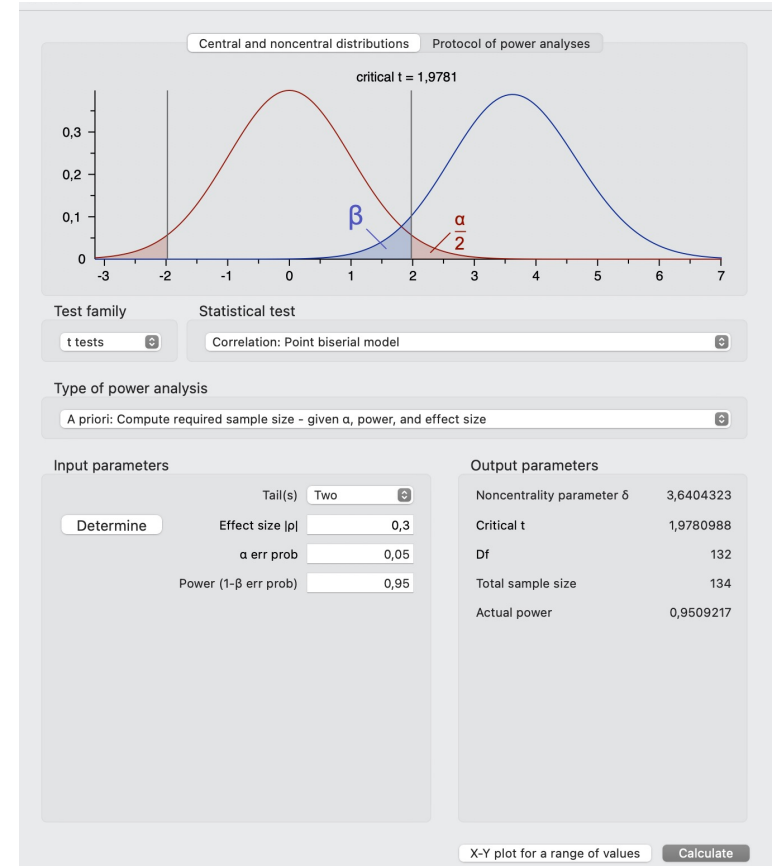 Central and noncentral distributions Protocol of power analyses
critical t = 1,9781
0,3
0,2
0,1
0
β
α
2
-3 -2 -1 0 1 2 3 4 5 6 7
Test family Statistical test
t tests Correlation: Point biserial model
Type of power analysis
A priori: Compute required sample size - given α, power, and effect size
Input parameters Output parameters
Tail(s) Two Noncentrality parameter δ 3,6404323
Determine Effect size |ρ| 0,3 Critical t 1,9780988
α err prob 0,05 Df 132
Power (1-β err prob) 0,95 Total sample size 134
Actual power 0,9509217
X-Y plot for a range of values Calculate